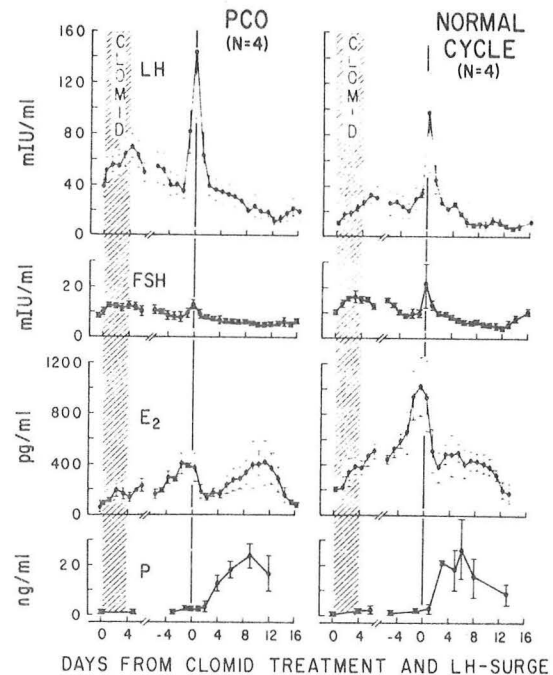 PCO
(N=4)
NORMAL
CYCLE
(N=4)
CLOMID
CLOMID
LH
160
120
80
40
0
mIU/ml
FSH
20
0
mIU/ml
E2
1200
800
400
0
pg/ml
P
20
0
ng/ml
0 4 -4 0 4 8 12 16
0 4 -4 0 4 8 12 16
DAYS FROM CLOMID TREATMENT AND LH-SURGE